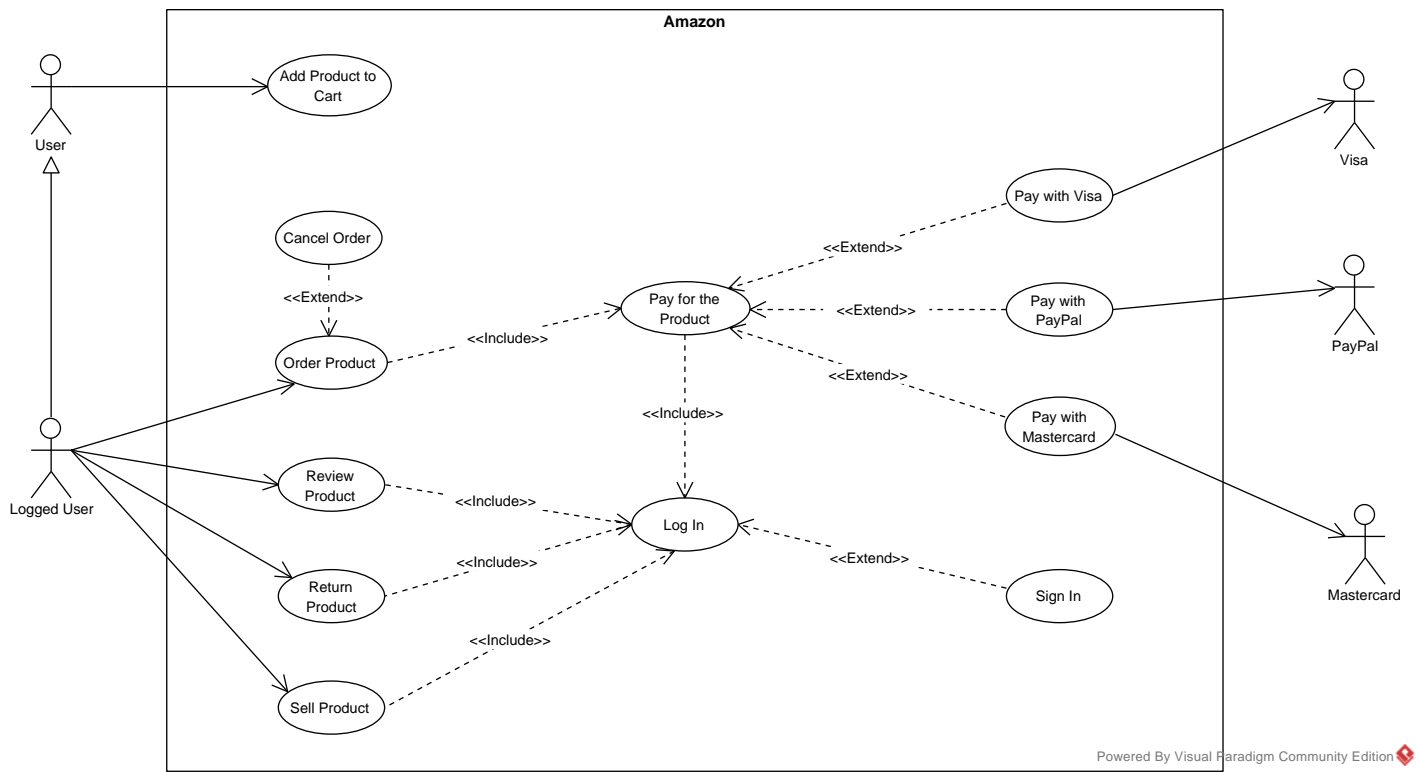 Amazon
User
Add Product to
Cart
Visa
Pay with Visa
Cancel Order
<<Extend>>
<<Extend>>
Pay for the
Product
Pay with
PayPal
<<Extend>>
PayPal
<<Include>>
Order Product
<<Extend>>
Pay with
Mastercard
<<Include>>
Logged User
Review
Product
<<Include>>
Log In
<<Include>>
<<Extend>>
Return
Product
Sign In
Mastercard
<<Include>>
Sell Product
Powered By Visual Paradigm Community Edition